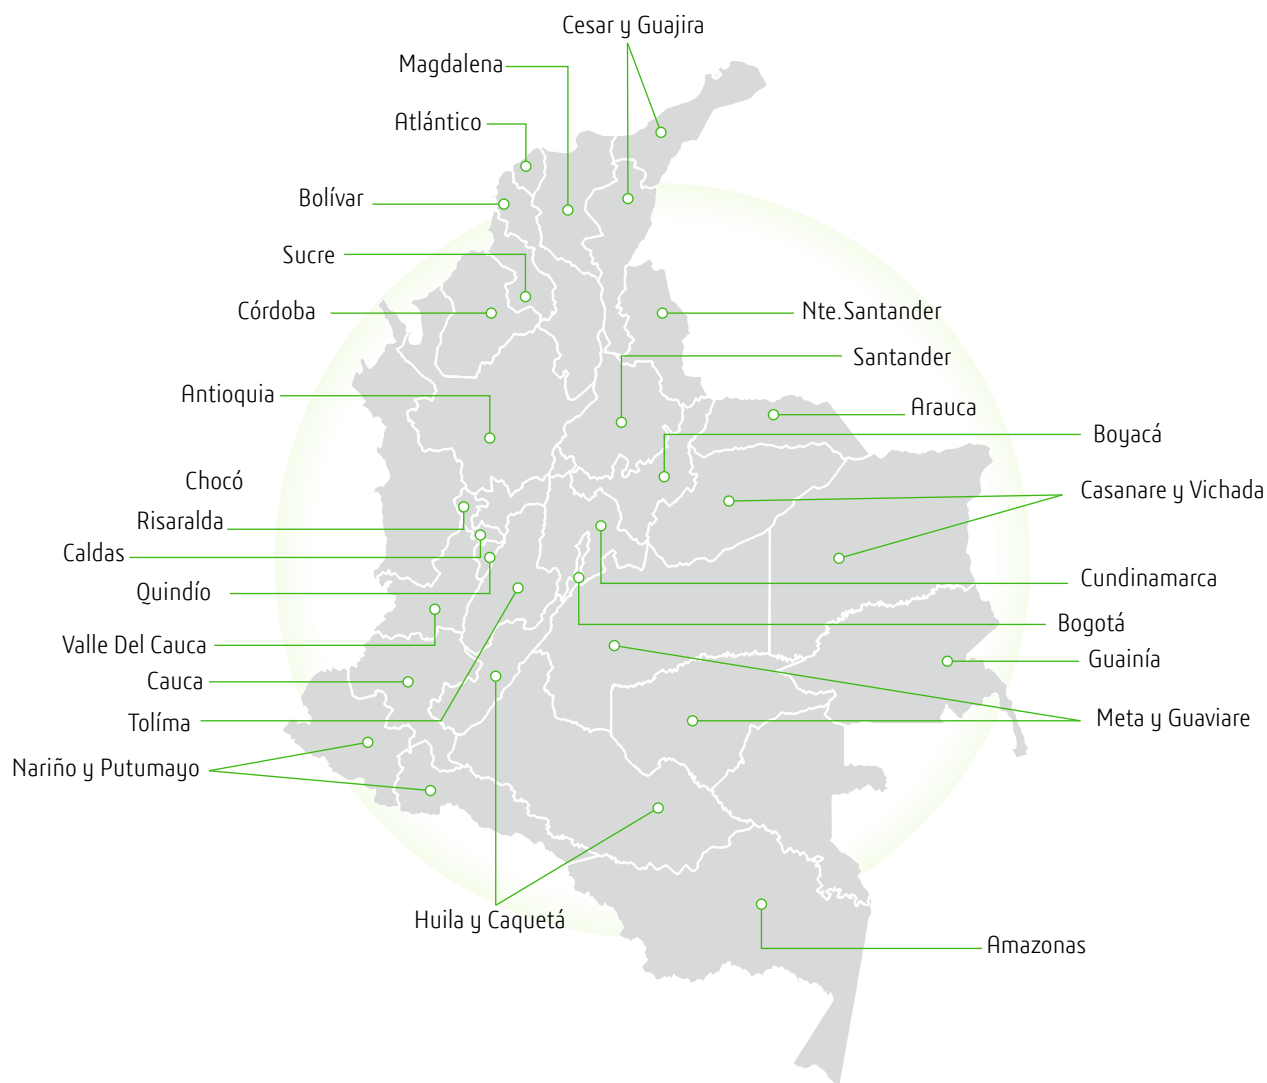 Cesar y Guajira
Magdalena
Atlántico
Bolívar
Sucre
Córdoba
Nte.Santander
Santander
Antioquia
Arauca
Boyacá
Chocó
Casanare y Vichada
Risaralda
Caldas
Cundinamarca
Quindío
Bogotá
Valle Del Cauca
Guainía
Cauca
Meta y Guaviare
Tolíma
Nariño y Putumayo
Huila y Caquetá
Amazonas